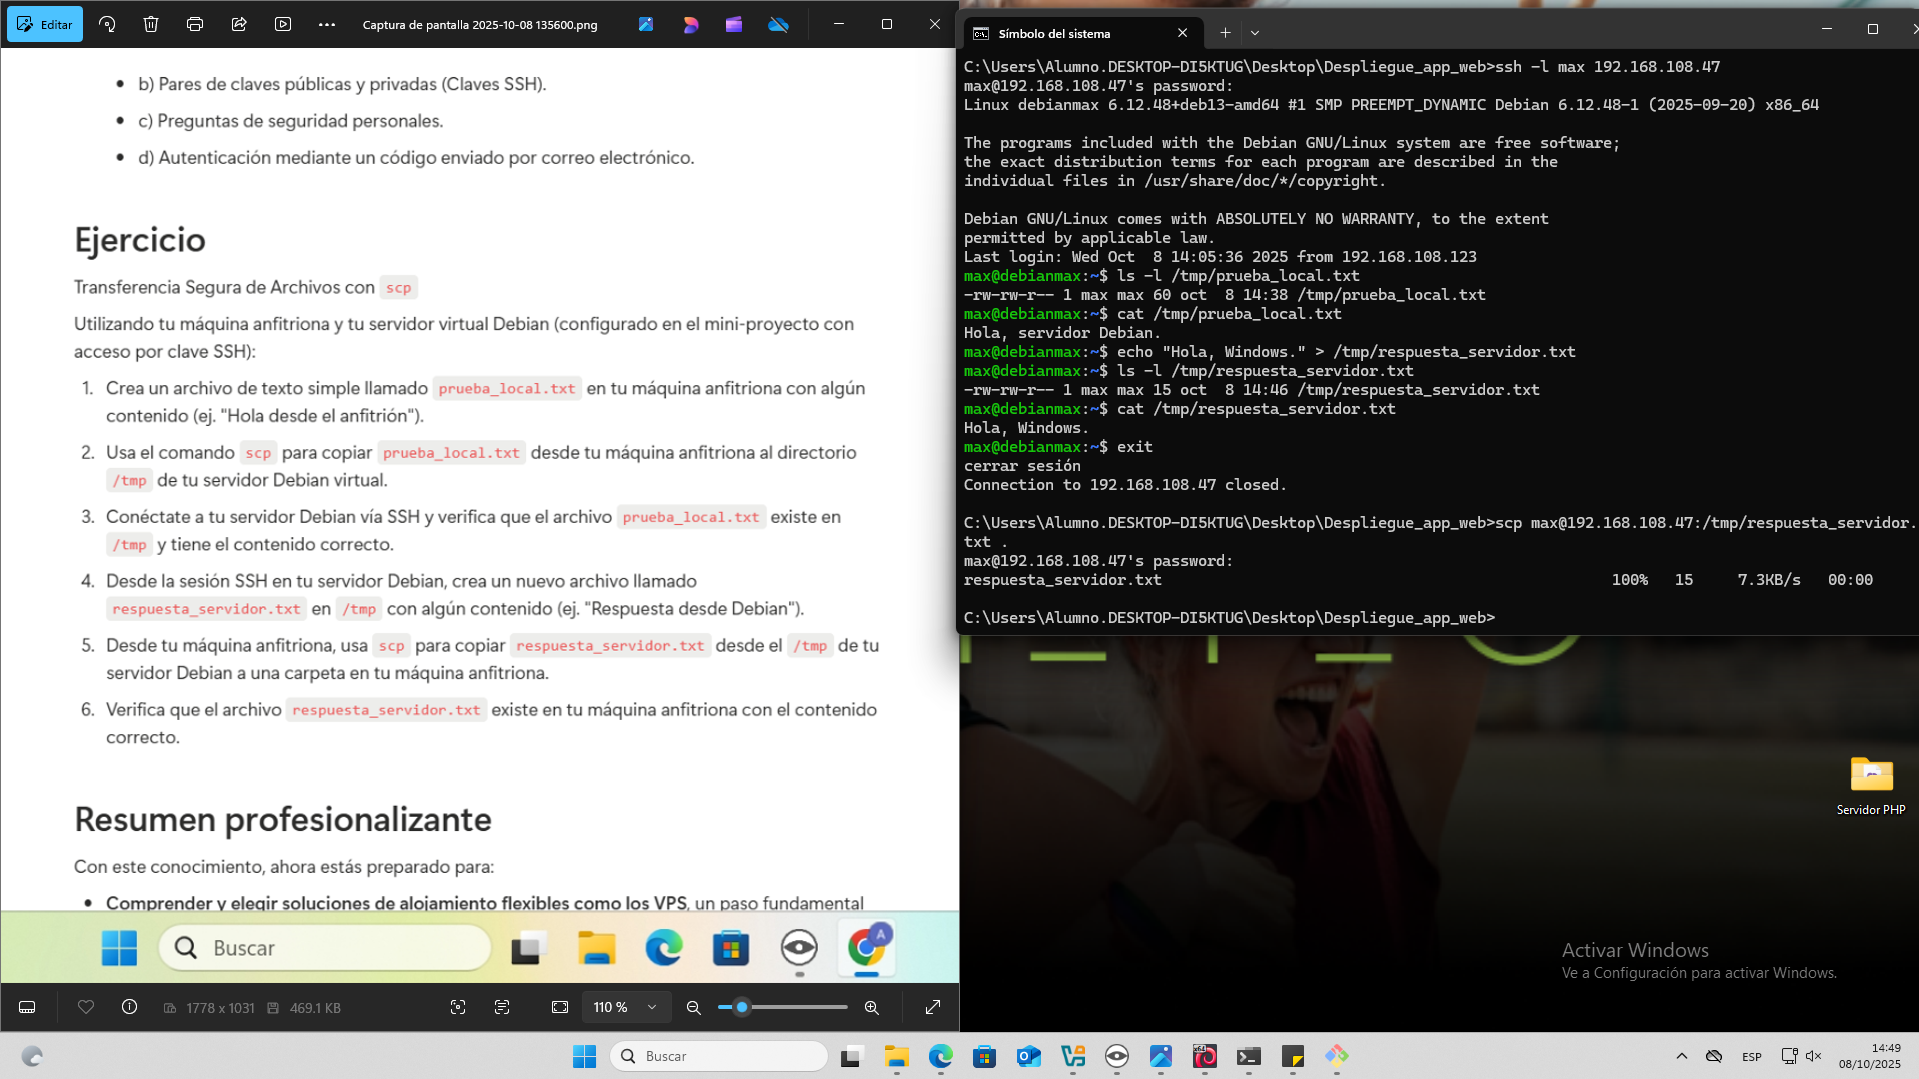 Editar
Captura de pantalla 2025-10-08 135600.png
b) Pares de claves públicas y privadas (Claves SSH).
c) Preguntas de seguridad personales.
d) Autenticación mediante un código enviado por correo electrónico.
Ejercicio
Transferencia Segura de Archivos con scp
Utilizando tu máquina anfitriona y tu servidor virtual Debian (configurado en el mini-proyecto con
acceso por clave SSH):
1. Crea un archivo de texto simple llamado prueba_local.txt en tu máquina anfitriona con algún
contenido (ej. "Hola desde el anfitrión").
2. Usa el comando scp para copiar prueba_local.txt desde tu máquina anfitriona al directorio
/tmp de tu servidor Debian virtual.
3. Conéctate a tu servidor Debian vía SSH y verifica que el archivo prueba_local.txt existe en
/tmp y tiene el contenido correcto.
4. Desde la sesión SSH en tu servidor Debian, crea un nuevo archivo llamado
respuesta_servidor.txt en /tmp con algún contenido (ej. "Respuesta desde Debian").
5. Desde tu máquina anfitriona, usa scp para copiar respuesta_servidor.txt desde el /tmp de tu
servidor Debian a una carpeta en tu máquina anfitriona.
6. Verifica que el archivo respuesta_servidor.txt existe en tu máquina anfitriona con el contenido
correcto.
Resumen profesionalizante
Con este conocimiento, ahora estás preparado para:
Comprender y elegir soluciones de alojamiento flexibles como los VPS, un paso fundamental
Buscar
A
1778 x 1031
469.1 KB
110 %
Símbolo del sistema
C:\Users\Alumno.DESKTOP-DI5KTUG\Desktop\Despliegue_app_web>ssh -l max 192.168.108.47
max@192.168.108.47's password:
Linux debianmax 6.12.48+deb13-amd64 #1 SMP PREEMPT_DYNAMIC Debian 6.12.48-1 (2025-09-20) x86_64
The programs included with the Debian GNU/Linux system are free software;
the exact distribution terms for each program are described in the
individual files in /usr/share/doc/*/copyright.
Debian GNU/Linux comes with ABSOLUTELY NO WARRANTY, to the extent
permitted by applicable law.
Last login: Wed Oct  8 14:05:36 2025 from 192.168.108.123
max@debianmax:~$ ls -l /tmp/prueba_local.txt
-rw-rw-r-- 1 max max 60 oct  8 14:38 /tmp/prueba_local.txt
max@debianmax:~$ cat /tmp/prueba_local.txt
Hola, servidor Debian.
max@debianmax:~$ echo "Hola, Windows." > /tmp/respuesta_servidor.txt
max@debianmax:~$ ls -l /tmp/respuesta_servidor.txt
-rw-rw-r-- 1 max max 15 oct  8 14:46 /tmp/respuesta_servidor.txt
max@debianmax:~$ cat /tmp/respuesta_servidor.txt
Hola, Windows.
max@debianmax:~$ exit
cerrar sesión
Connection to 192.168.108.47 closed.
C:\Users\Alumno.DESKTOP-DI5KTUG\Desktop\Despliegue_app_web>scp max@192.168.108.47:/tmp/respuesta_servidor.
txt .
max@192.168.108.47's password:
respuesta_servidor.txt 100% 15 7.3KB/s 00:00
C:\Users\Alumno.DESKTOP-DI5KTUG\Desktop\Despliegue_app_web>
Servidor PHP
Activar Windows
Ve a Configuración para activar Windows.
Buscar
ESP
14:49
08/10/2025